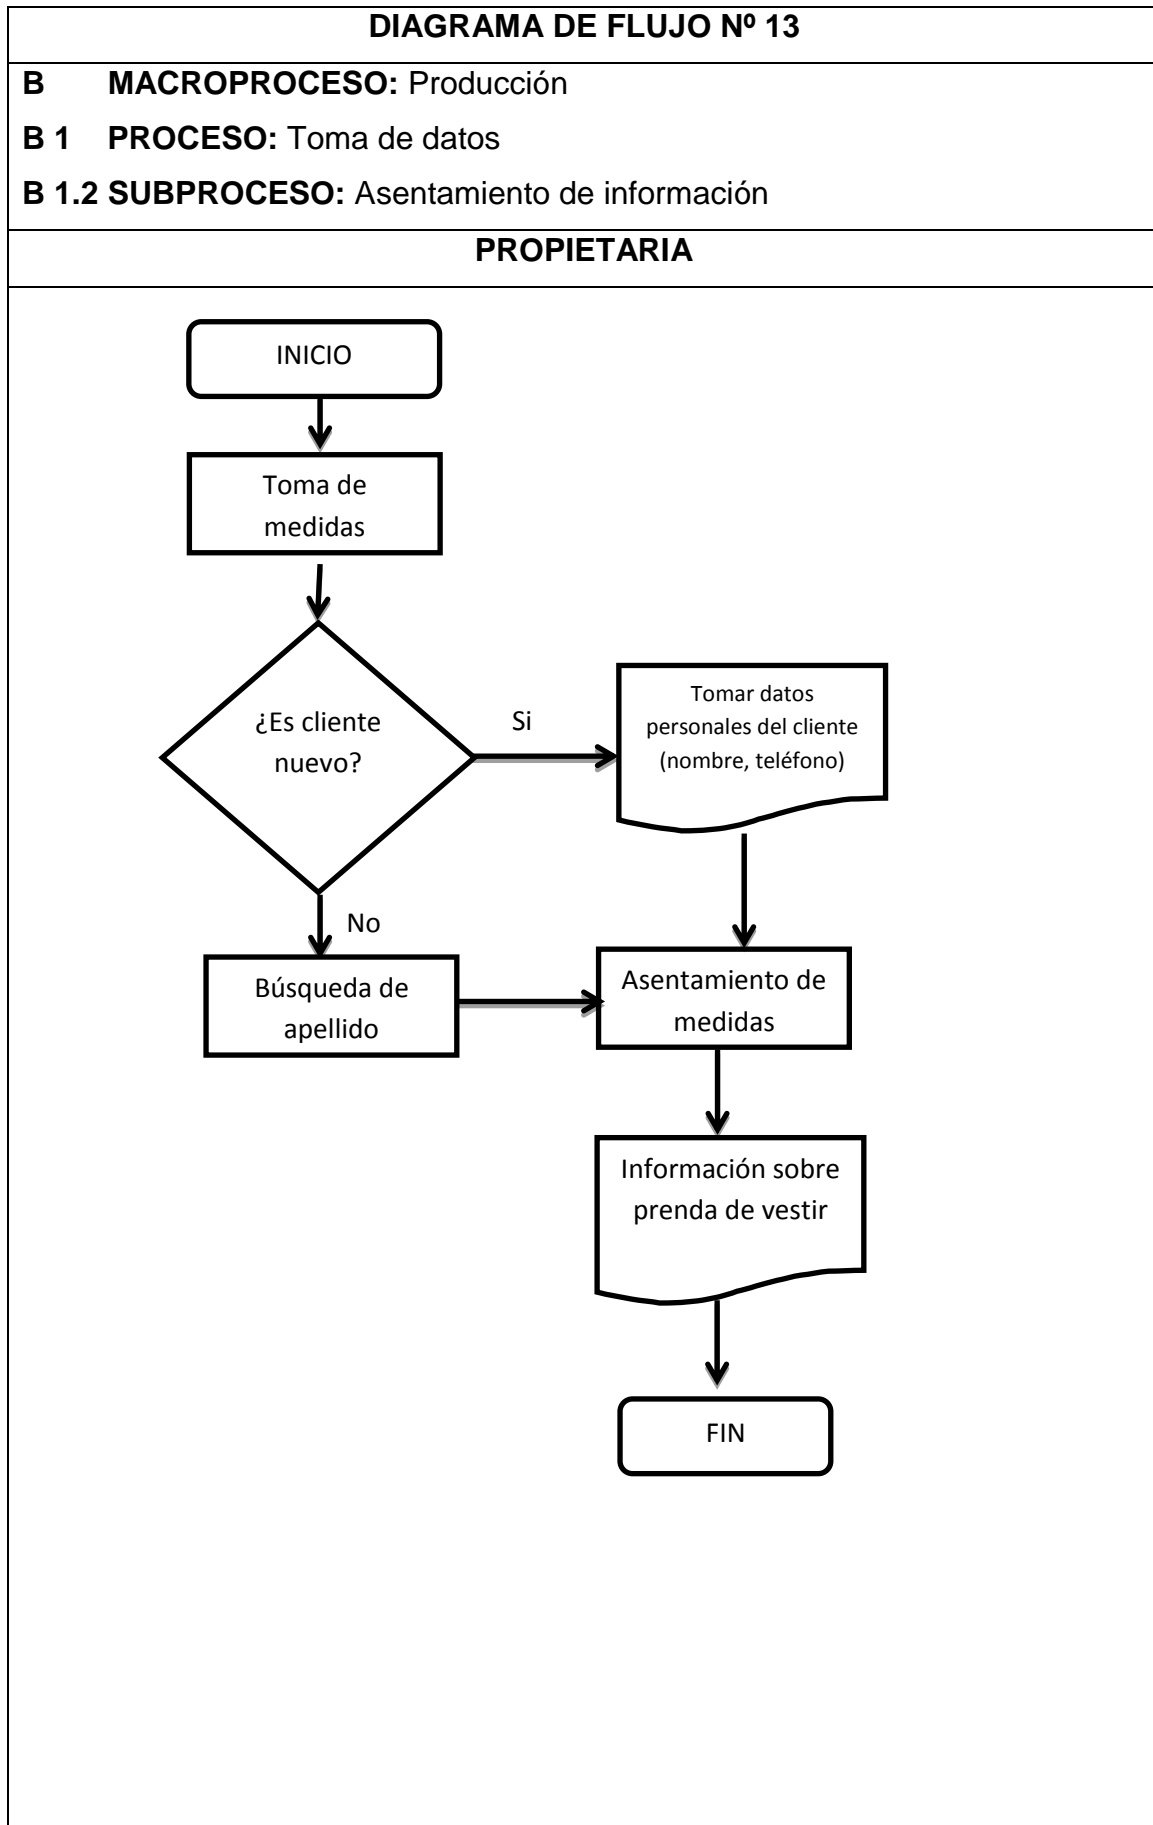 DIAGRAMA DE FLUJO Nº 13
B MACROPROCESO: Producción
B 1 PROCESO: Toma de datos
B 1.2 SUBPROCESO: Asentamiento de información
PROPIETARIA
INICIO
Toma de
medidas
¿Es cliente
nuevo?
Si
Tomar datos
personales del cliente
(nombre, teléfono)
No
Búsqueda de
apellido
Asentamiento de
medidas
Información sobre
prenda de vestir
FIN